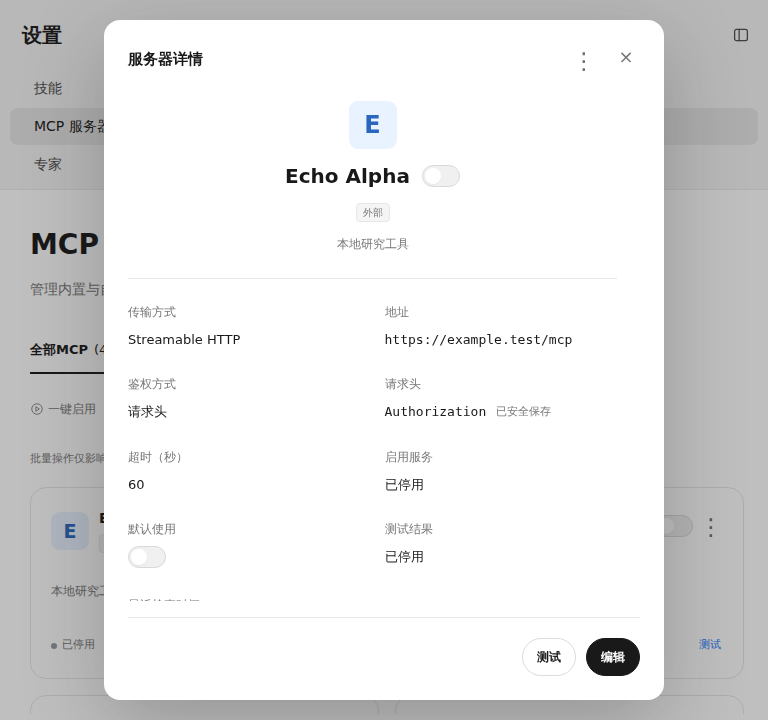 设置
技能
MCP 服务器
专家
MCP
管理内置与自
全部MCP (4
一键启用
批量操作仅影响
E
本地研究工
已停用
测试
服务器详情
E
Echo Alpha
外部
本地研究工具
传输方式
Streamable HTTP
地址
https://example.test/mcp
鉴权方式
请求头
请求头
Authorization 已安全保存
超时（秒）
60
启用服务
已停用
默认使用
测试结果
已停用
测试
编辑